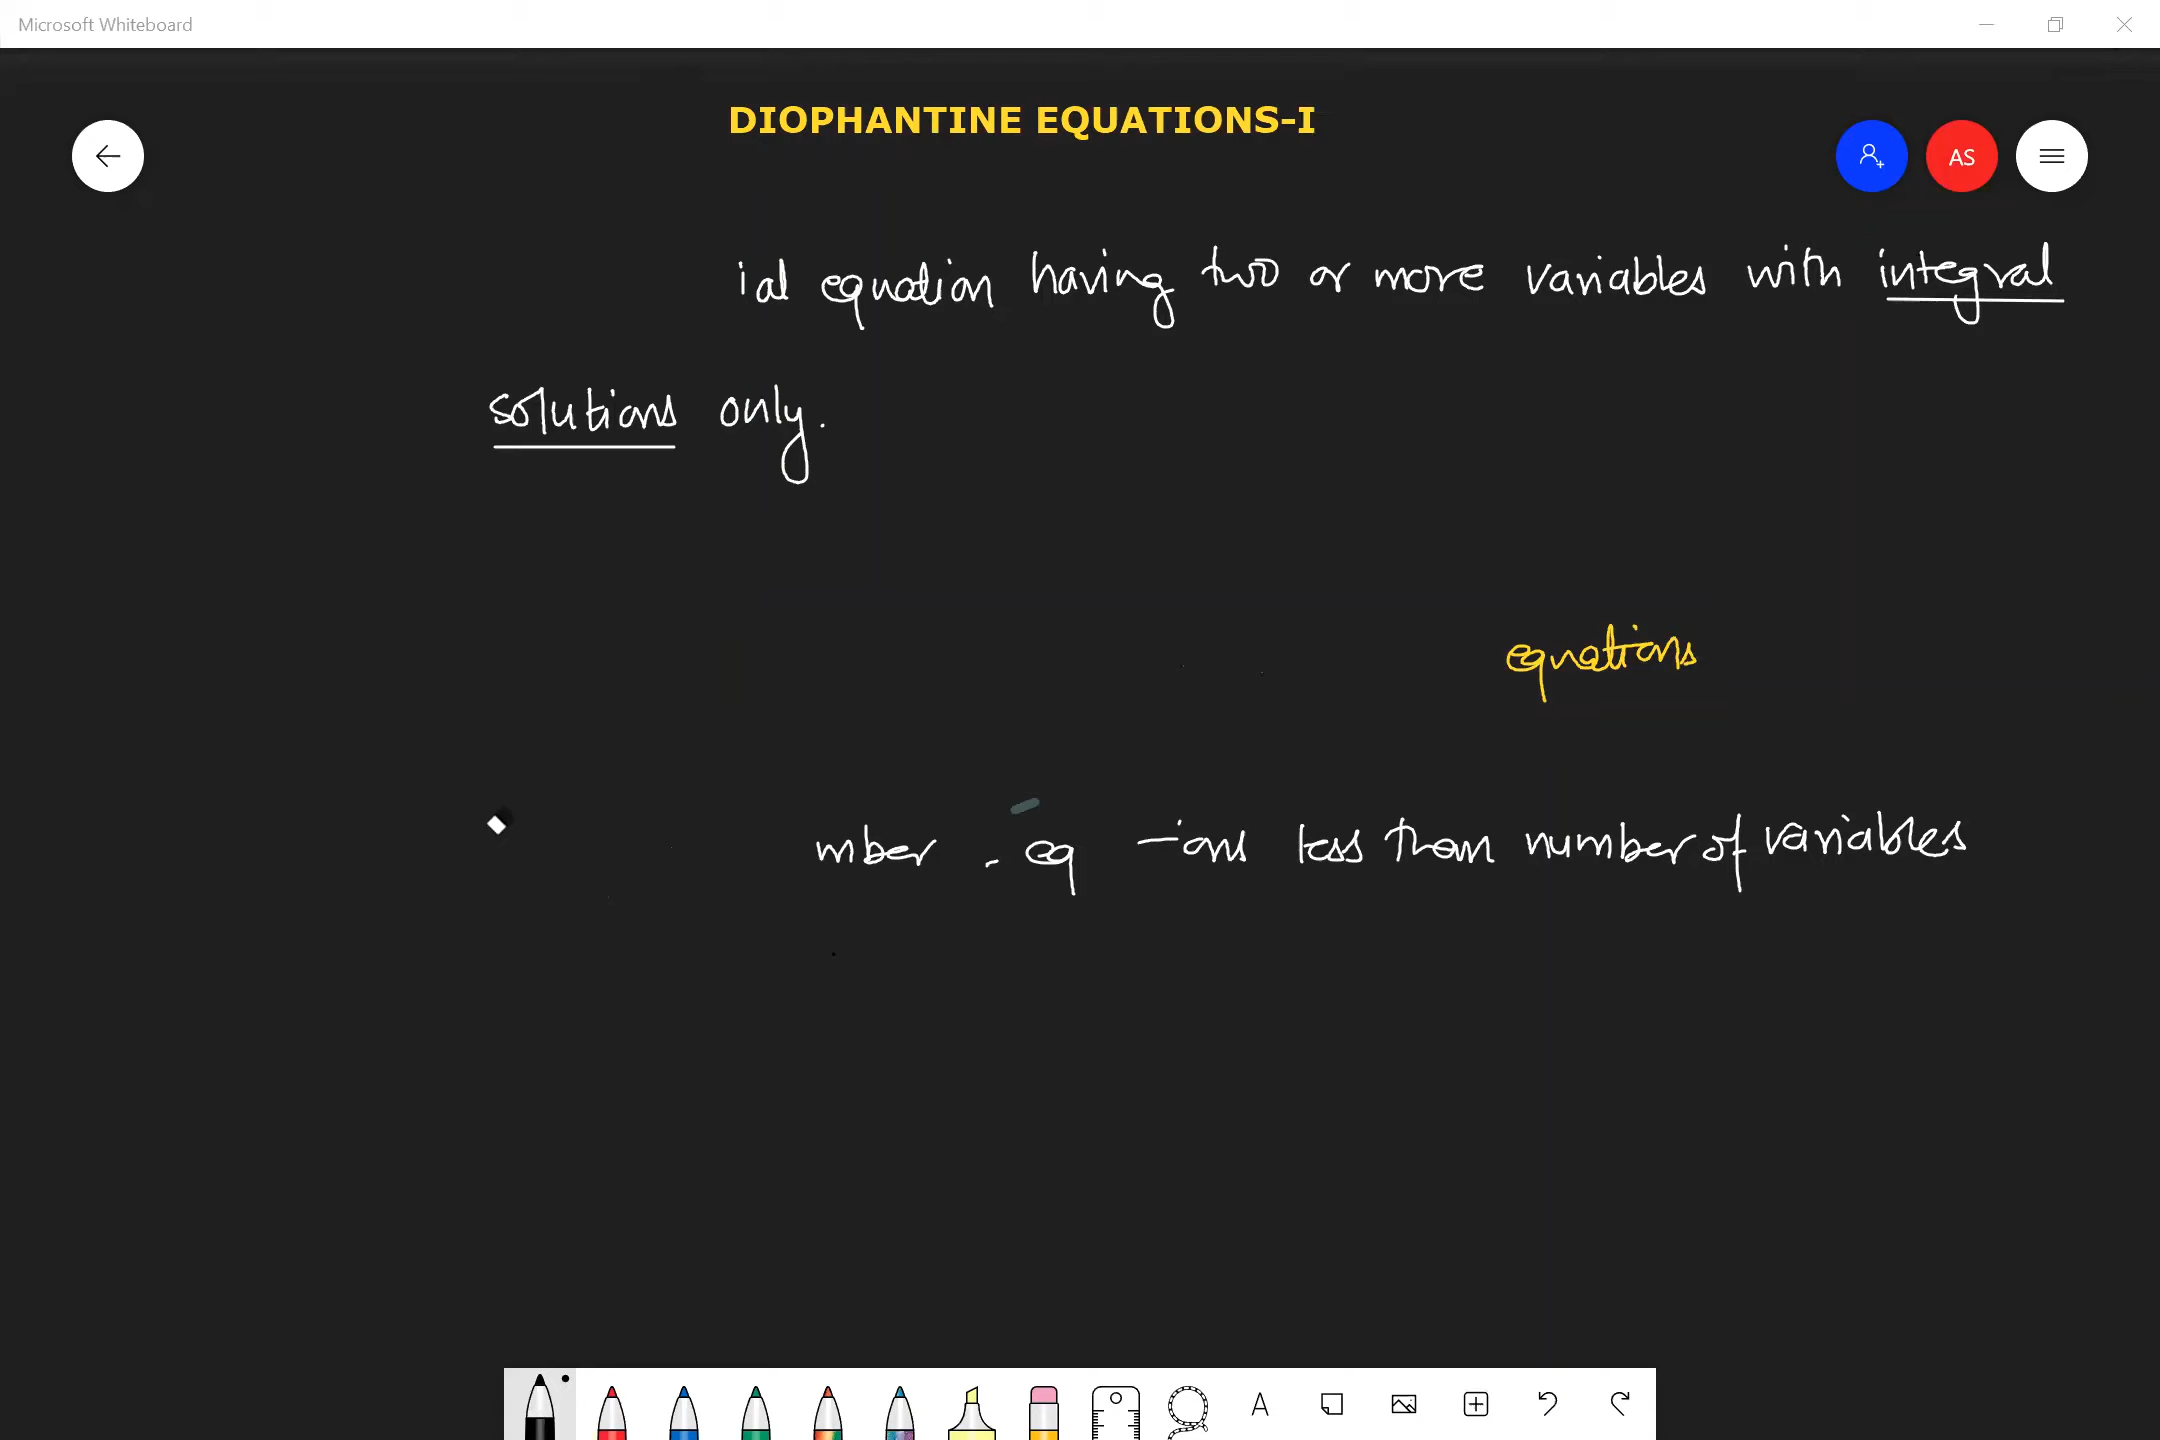 Microsoft Whiteboard
DIOPHANTINE EQUATIONS-I
AS
ial equation having two or more variables with integral
solutions only.
equations
mber eq ions less than number of variables
A